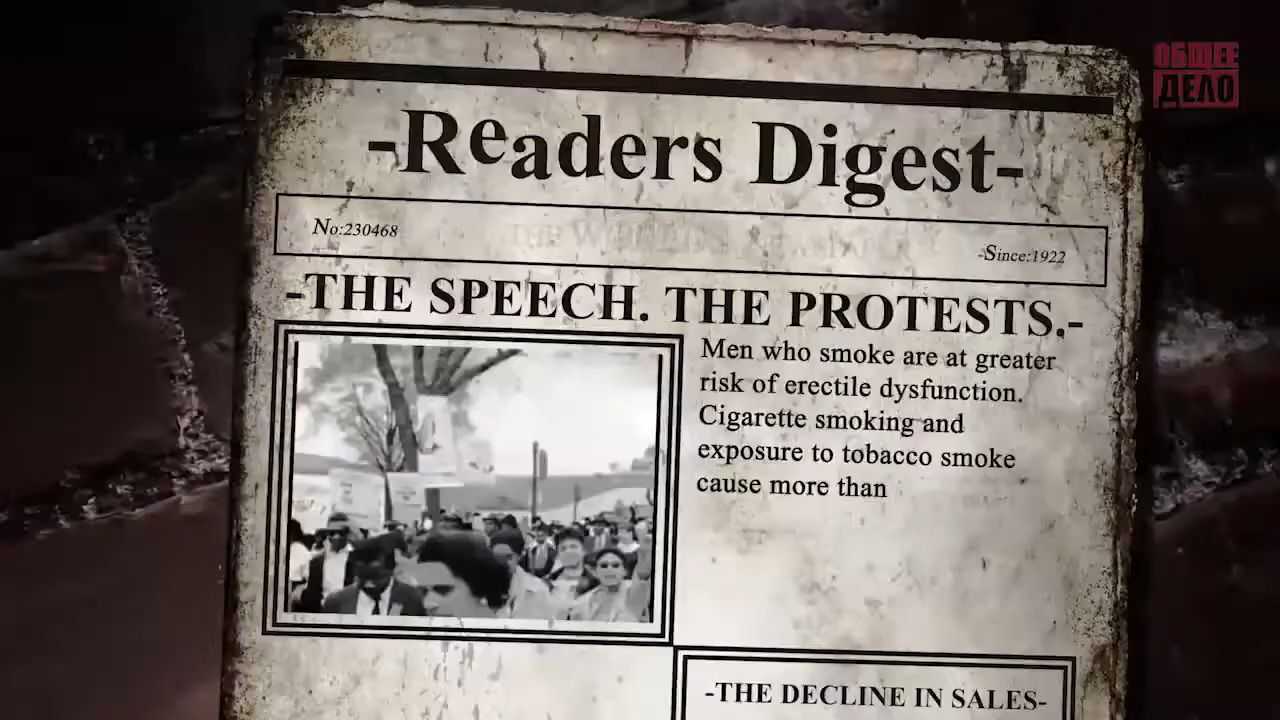 ОБЩЕЕ
ДЕЛО
-Readers Digest-
No:230468
-Since:1922
-THE SPEECH. THE PROTESTS.-
Men who smoke are at greater
risk of erectile dysfunction.
Cigarette smoking and
exposure to tobacco smoke
cause more than
-THE DECLINE IN SALES-